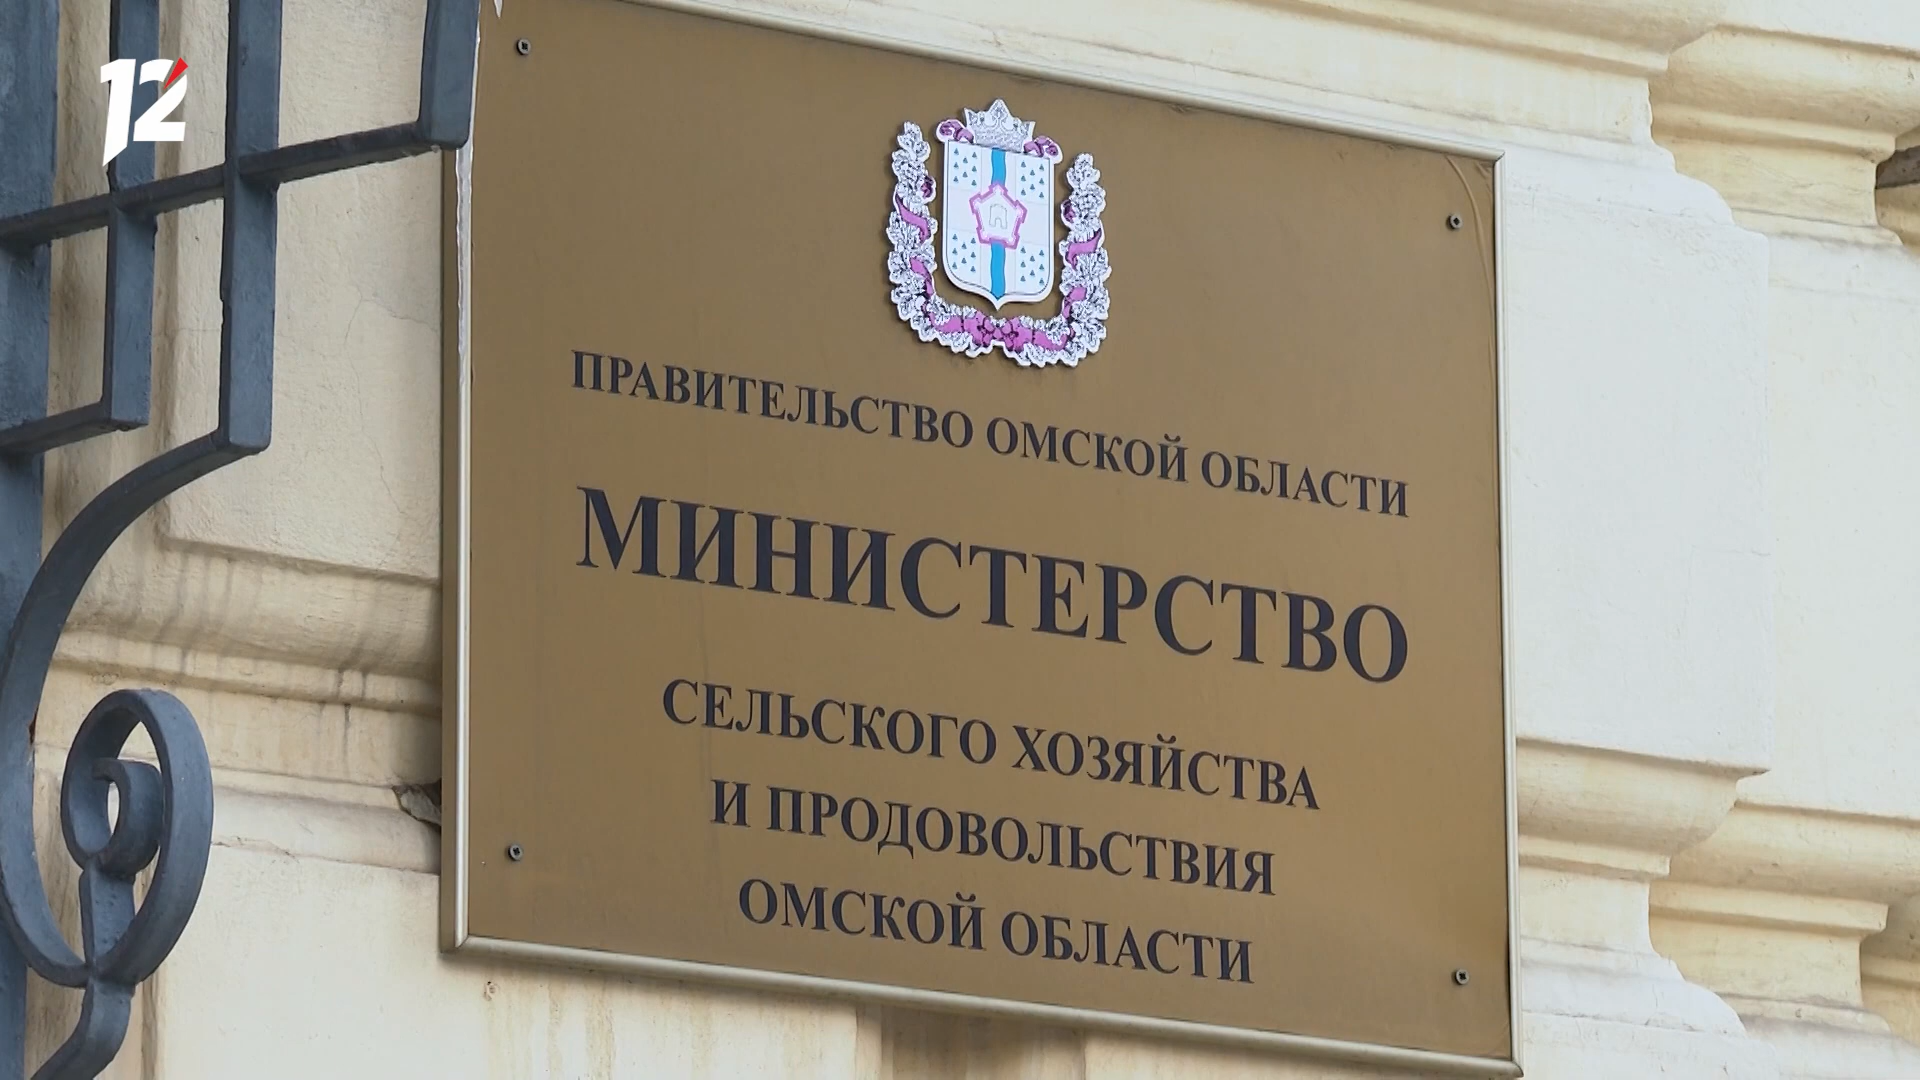 12
ПРАВИТЕЛЬСТВО ОМСКОЙ ОБЛАСТИ
МИНИСТЕРСТВО
СЕЛЬСКОГО ХОЗЯЙСТВА
И ПРОДОВОЛЬСТВИЯ
ОМСКОЙ ОБЛАСТИ